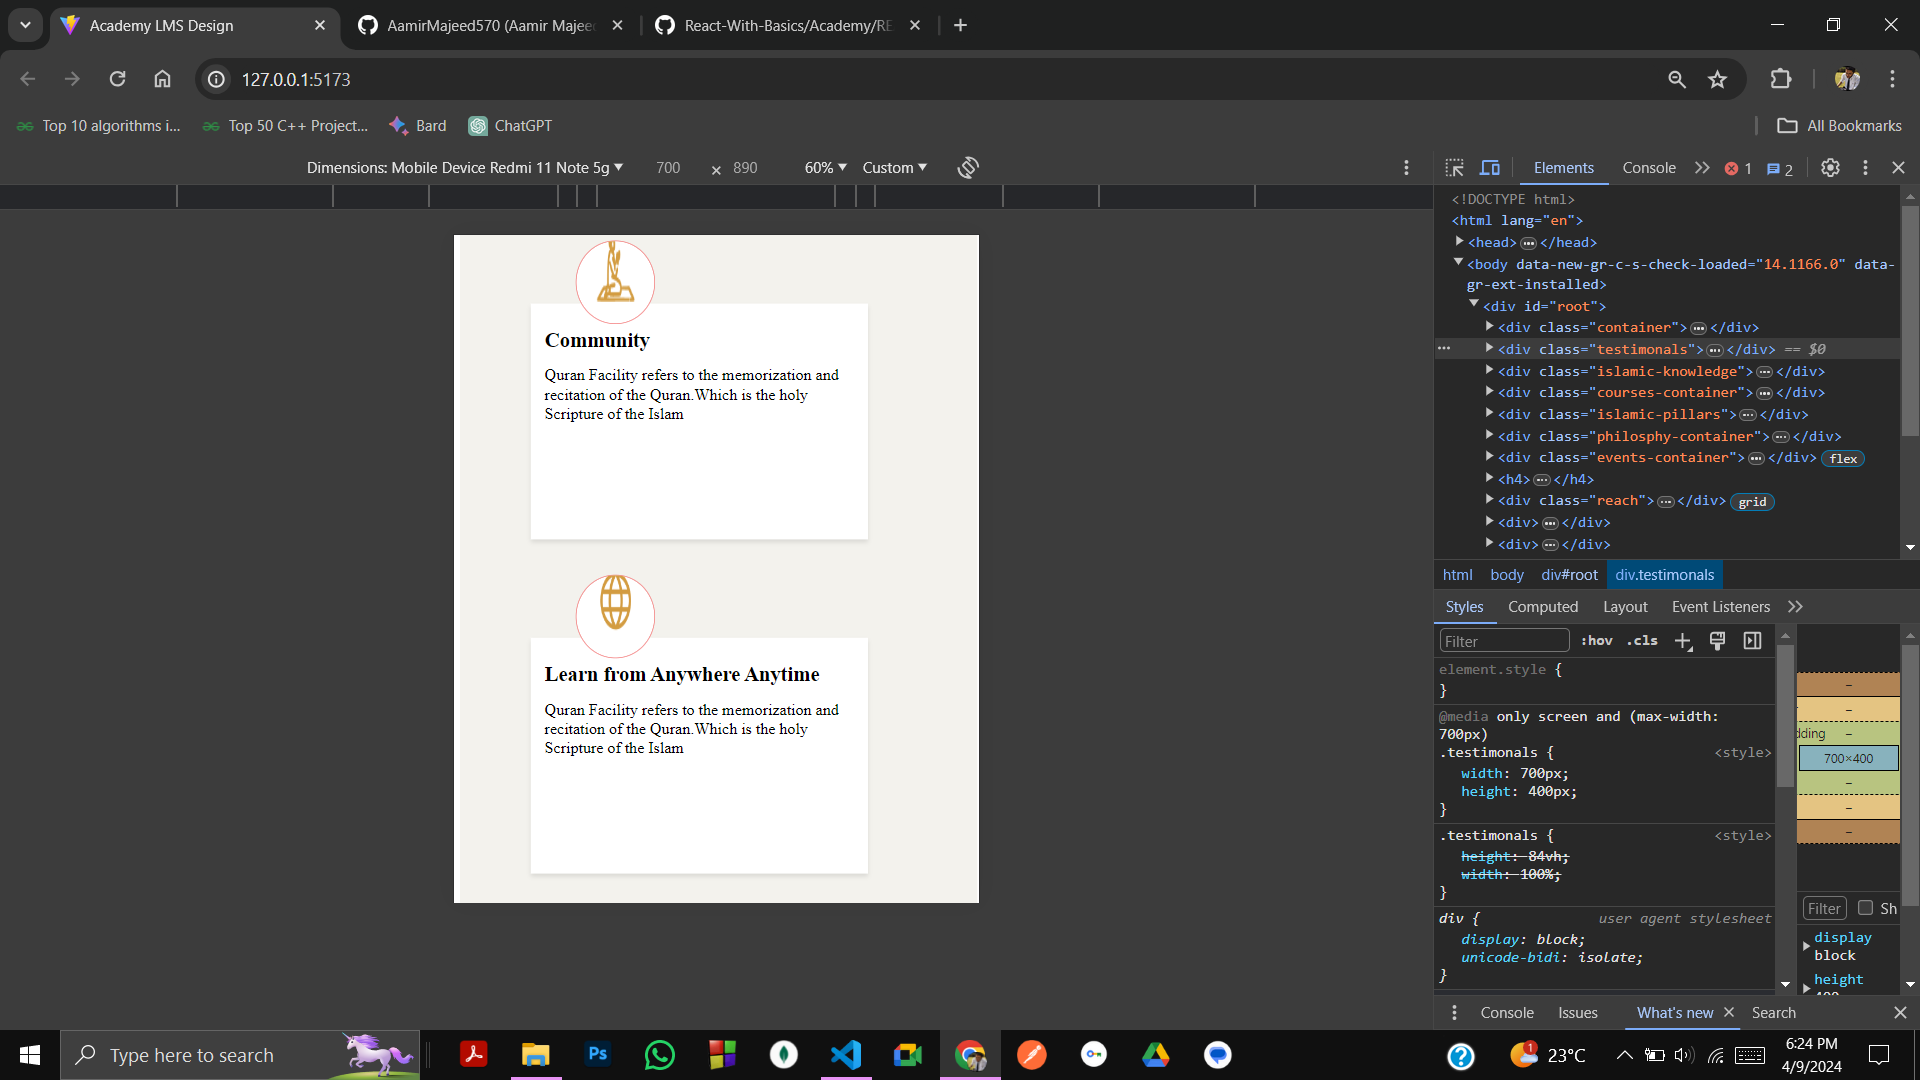 Academy LMS Design
AamirMajeed570 (Aamir Majee
React-With-Basics/Academy/RE
127.0.0.1:5173
Top 10 algorithms i...
Top 50 C++ Project...
Bard
ChatGPT
All Bookmarks
Dimensions: Mobile Device Redmi 11 Note 5g
700
×
890
60%
Custom
Elements
Console
1
2
Community
Quran Facility refers to the memorization and
recitation of the Quran.Which is the holy
Scripture of the Islam
Learn from Anywhere Anytime
Quran Facility refers to the memorization and
recitation of the Quran.Which is the holy
Scripture of the Islam
<!DOCTYPE html>
<html lang="en">
<head>…</head>
<body data-new-gr-c-s-check-loaded="14.1166.0" data-
gr-ext-installed>
<div id="root">
<div class="container">…</div>
<div class="testimonals">…</div> == $0
<div class="islamic-knowledge">…</div>
<div class="courses-container">…</div>
<div class="islamic-pillars">…</div>
<div class="philosphy-container">…</div>
<div class="events-container">…</div> flex
<h4>…</h4>
<div class="reach">…</div> grid
<div>…</div>
<div>…</div>
html body div#root div.testimonals
Styles Computed Layout Event Listeners
Filter :hov .cls
element.style {
}
@media only screen and (max-width:
700px)
.testimonals { <style>
width: 700px;
height: 400px;
}
.testimonals { <style>
height: 84vh;
width: 100%;
}
div { user agent stylesheet
display: block;
unicode-bidi: isolate;
}
–
–
dding –
700×400
–
–
–
Filter Sh
display
block
height
Console Issues What's new Search
Type here to search
Ps
1
23°C
6:24 PM
4/9/2024